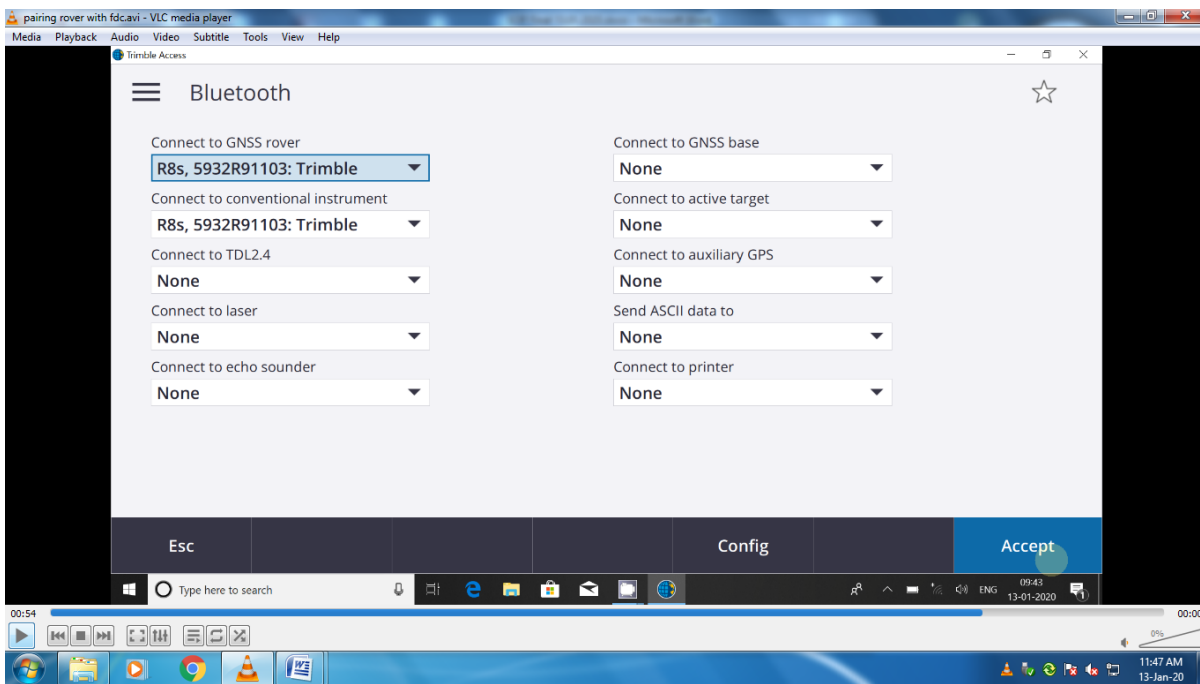 pairing rover with fdc.avi - VLC media player
Media Playback Audio Video Subtitle Tools View Help
Trimble Access
Bluetooth
Connect to GNSS rover
R8s, 5932R91103: Trimble
Connect to conventional instrument
R8s, 5932R91103: Trimble
Connect to TDL2.4
None
Connect to laser
None
Connect to echo sounder
None
Connect to GNSS base
None
Connect to active target
None
Connect to auxiliary GPS
None
Send ASCII data to
None
Connect to printer
None
Esc Config Accept
Type here to search ENG 09:43
13-01-2020
00:54 00:00
0%
11:47 AM
13-Jan-20